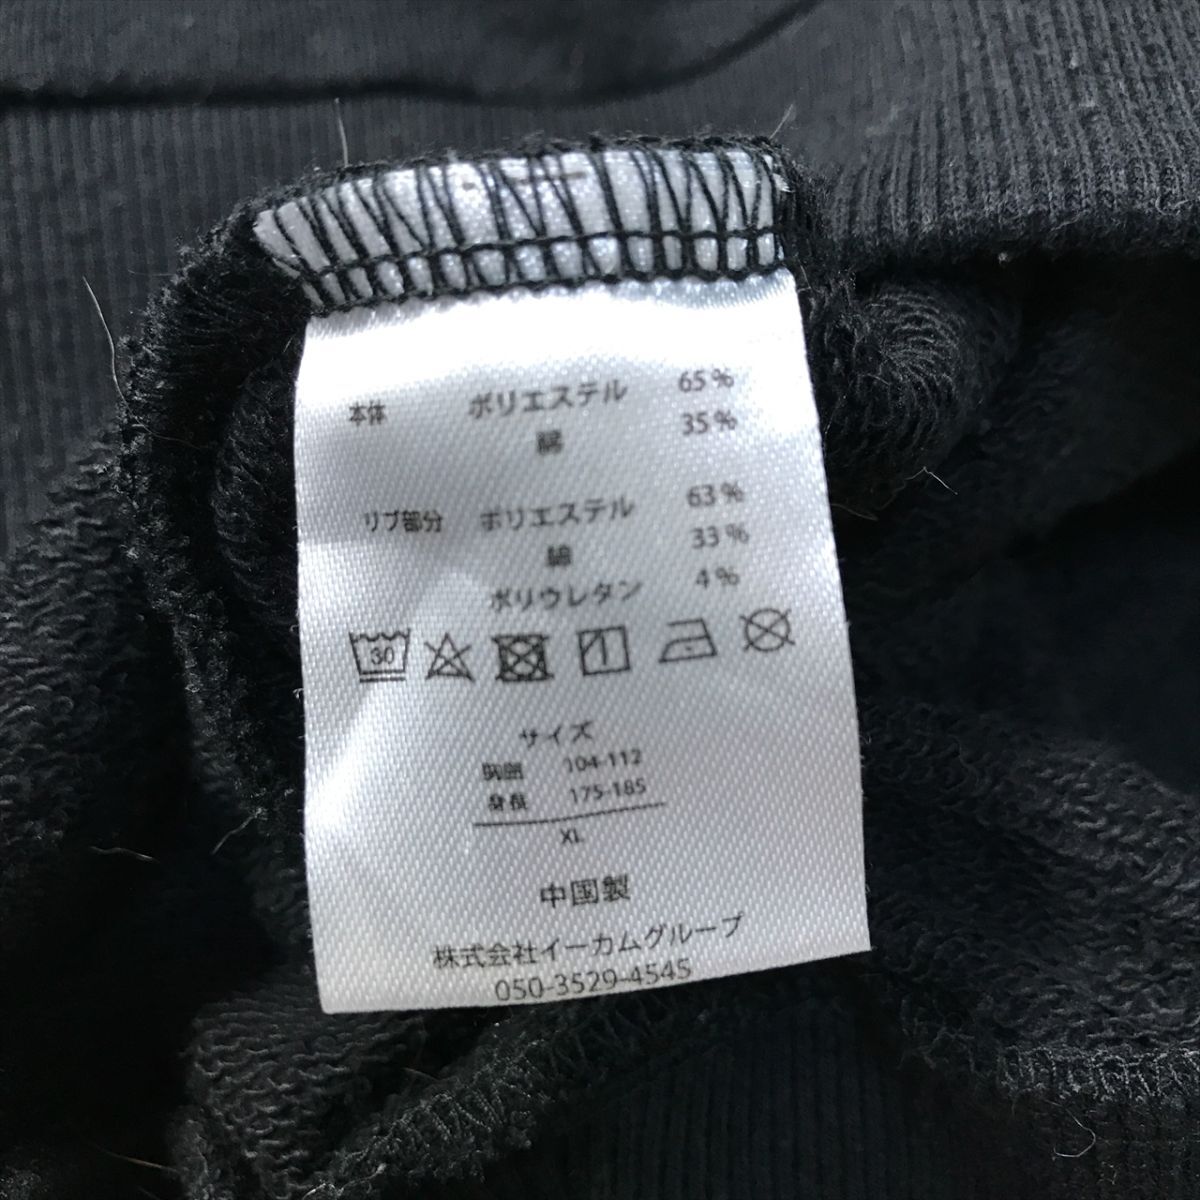 本体 ポリエステル 65%
綿 35%
リブ部分 ポリエステル 63%
綿 33%
ポリウレタン 4%
30
サイズ
胸囲 104-112
身長 175-185
XL
中国製
株式会社イーカムグループ
050-3529-4545